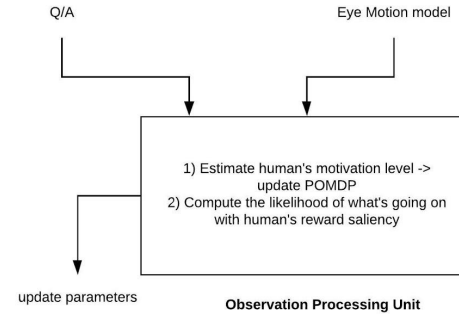 Q/A
Eye Motion model
1) Estimate human's motivation level ->
update POMDP
2) Compute the likelihood of what's going on
with human's reward saliency
update parameters
Observation Processing Unit